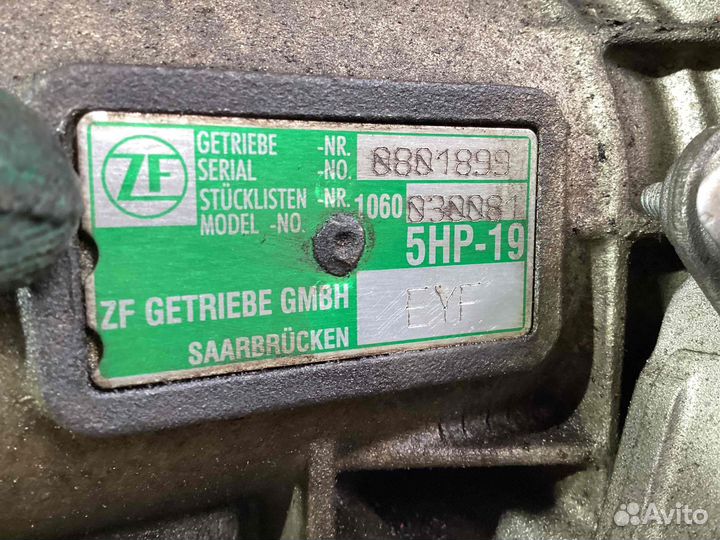 ZF
GETRIEBE -NR. 0801899
SERIAL -NO.
STÜCKLISTEN -NR. 1060 030081
MODEL -NO.
5HP-19
ZF GETRIEBE GMBH EYF
SAARBRÜCKEN
Avito